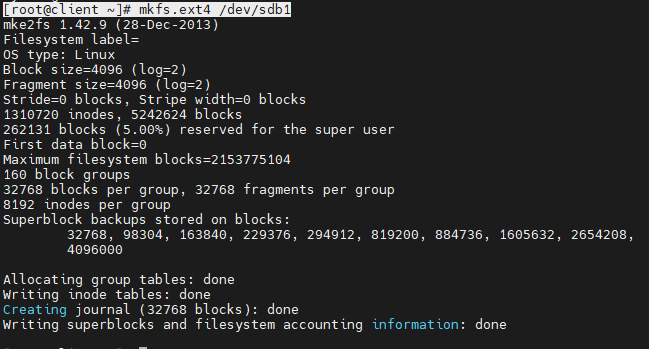 [root@client ~]# mkfs.ext4 /dev/sdb1
mke2fs 1.42.9 (28-Dec-2013)
Filesystem label=
OS type: Linux
Block size=4096 (log=2)
Fragment size=4096 (log=2)
Stride=0 blocks, Stripe width=0 blocks
1310720 inodes, 5242624 blocks
262131 blocks (5.00%) reserved for the super user
First data block=0
Maximum filesystem blocks=2153775104
160 block groups
32768 blocks per group, 32768 fragments per group
8192 inodes per group
Superblock backups stored on blocks:
32768, 98304, 163840, 229376, 294912, 819200, 884736, 1605632, 2654208,
4096000
Allocating group tables: done
Writing inode tables: done
Creating journal (32768 blocks): done
Writing superblocks and filesystem accounting information: done